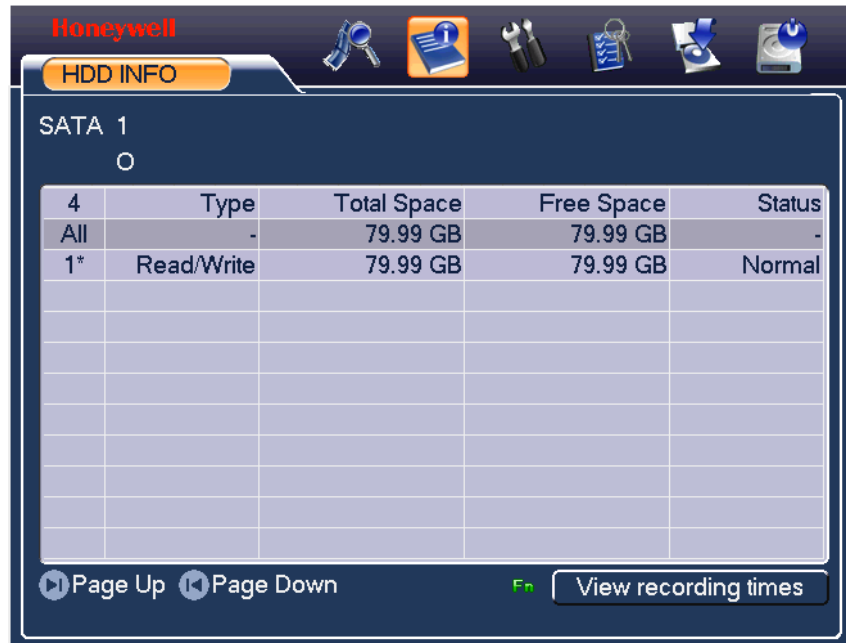 Honeywell
HDD INFO
SATA 1
O
4 Type Total Space Free Space Status
All - 79.99 GB 79.99 GB -
1* Read/Write 79.99 GB 79.99 GB Normal
Page Up Page Down Fn View recording times